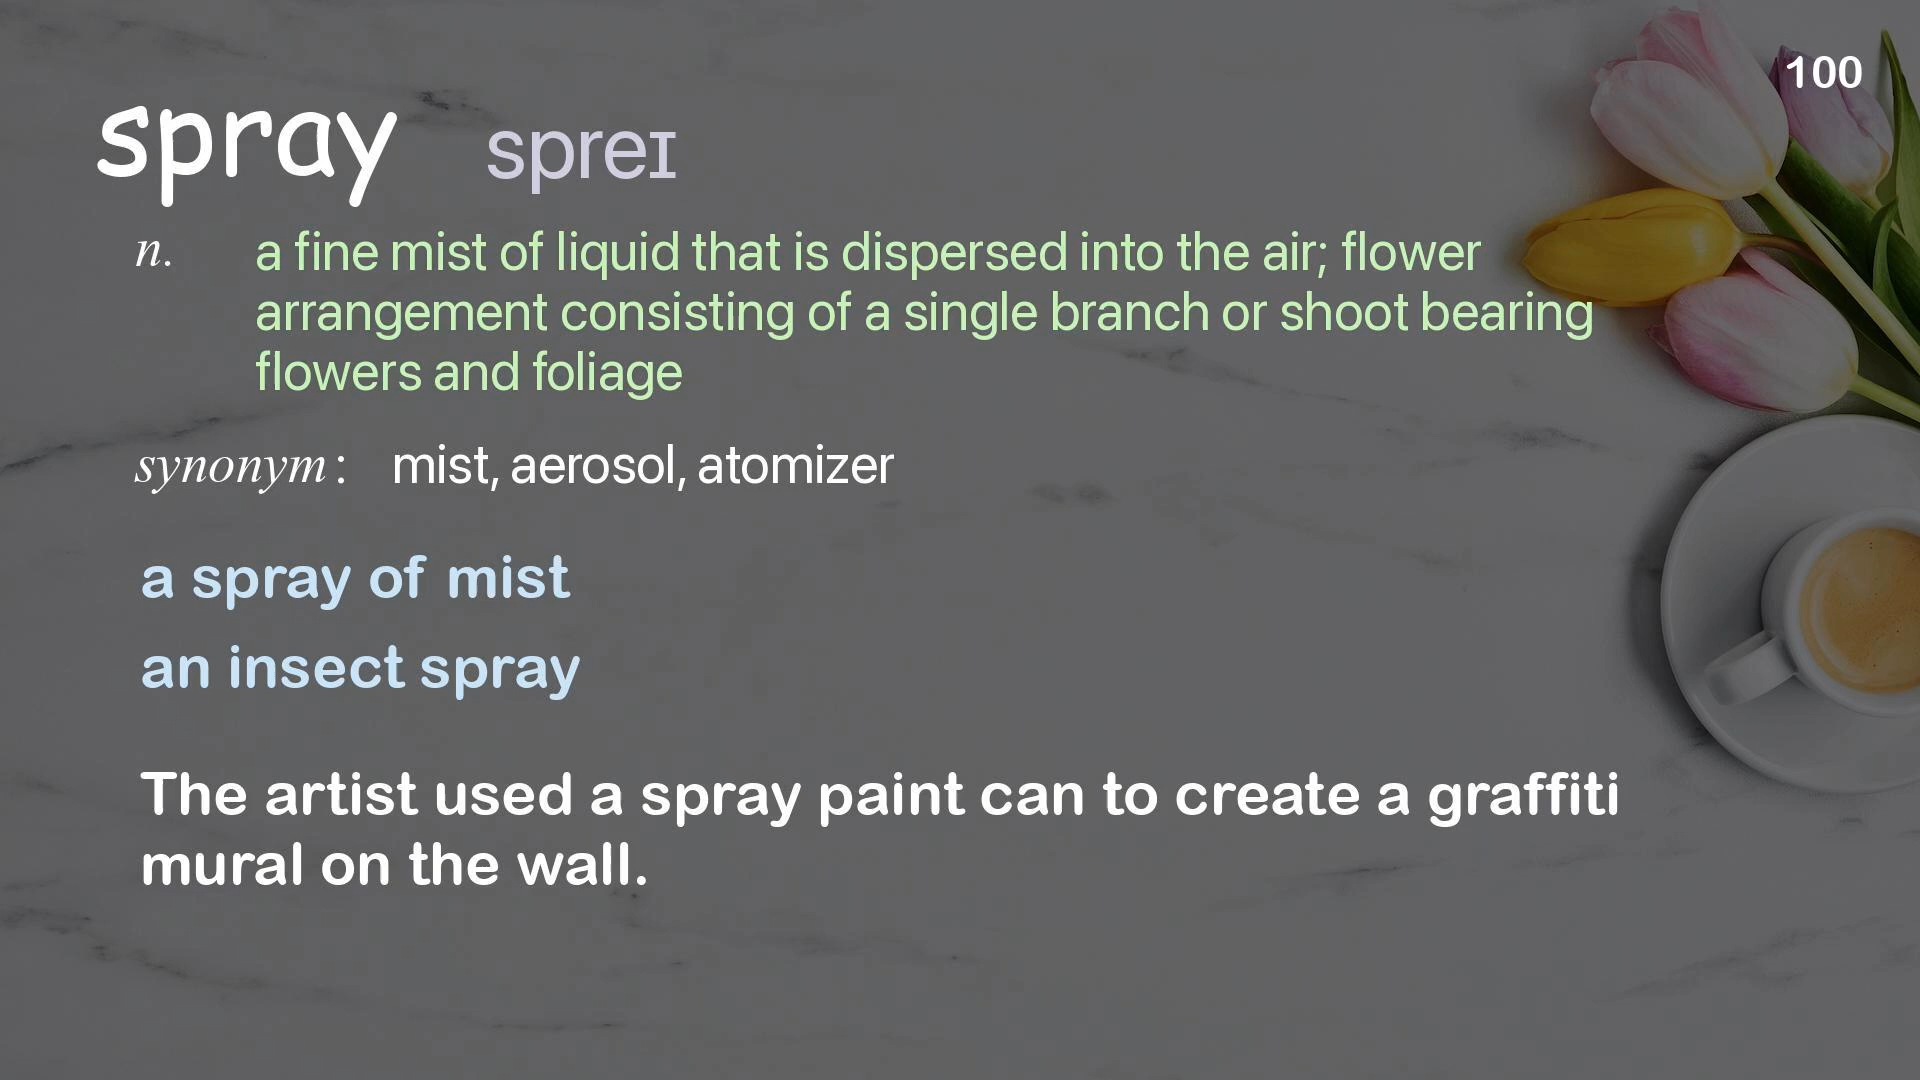 100
spray spreɪ
n. a fine mist of liquid that is dispersed into the air; flower
arrangement consisting of a single branch or shoot bearing
flowers and foliage
synonym : mist, aerosol, atomizer
a spray of mist
an insect spray
The artist used a spray paint can to create a graffiti
mural on the wall.